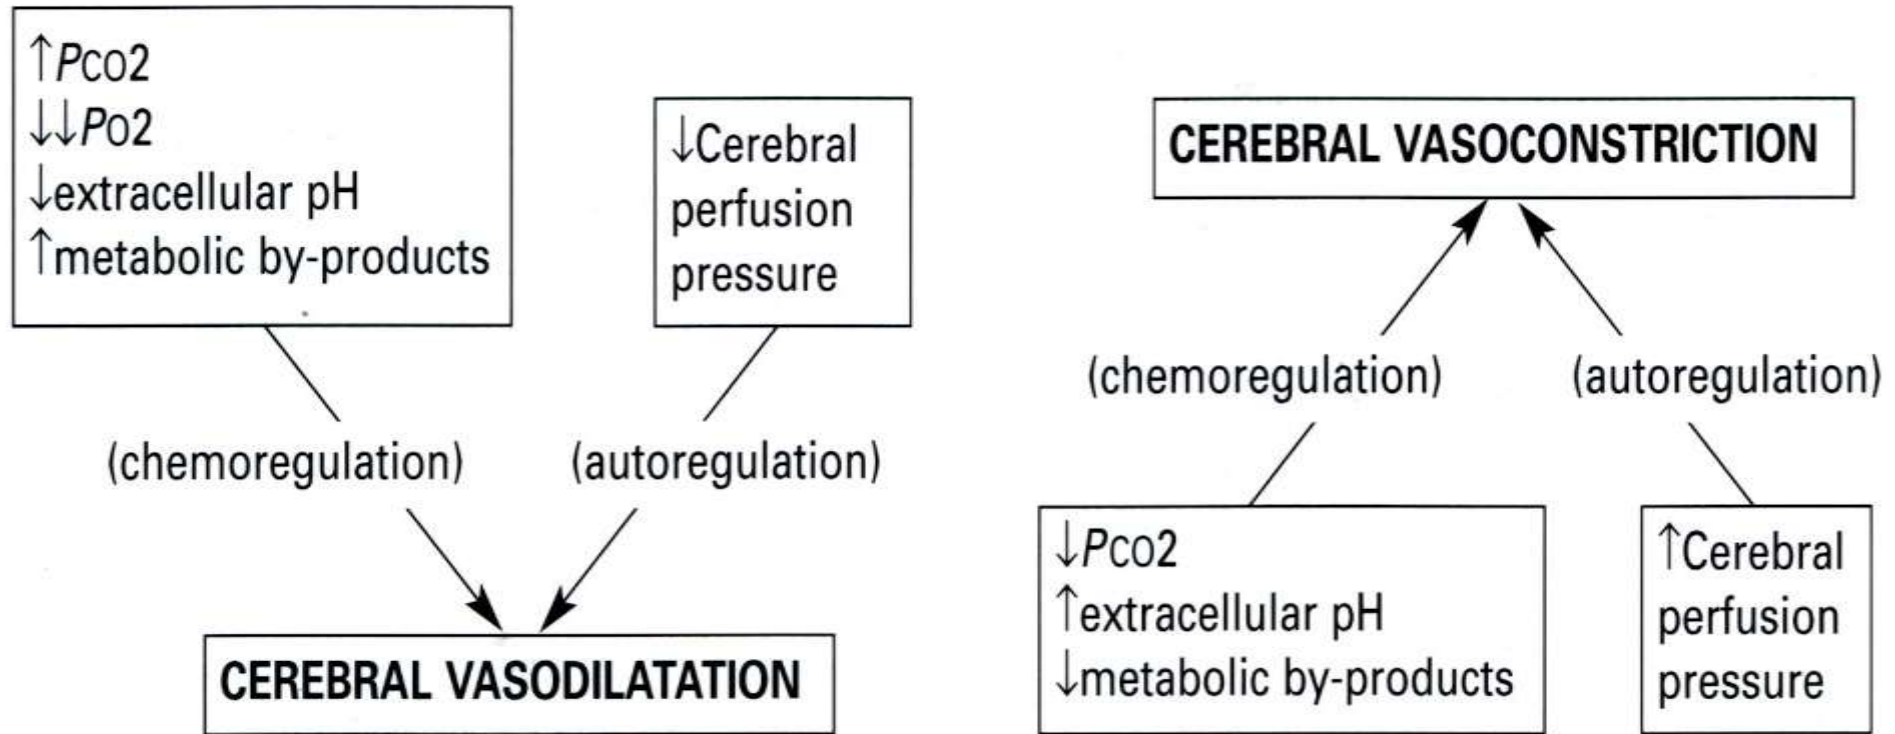 ↑PCO2
↓↓PO2
↓extracellular pH
↑metabolic by-products
↓Cerebral
perfusion
pressure
(chemoregulation)
(autoregulation)
CEREBRAL VASODILATATION
CEREBRAL VASOCONSTRICTION
(chemoregulation)
(autoregulation)
↓PCO2
↑extracellular pH
↓metabolic by-products
↑Cerebral
perfusion
pressure